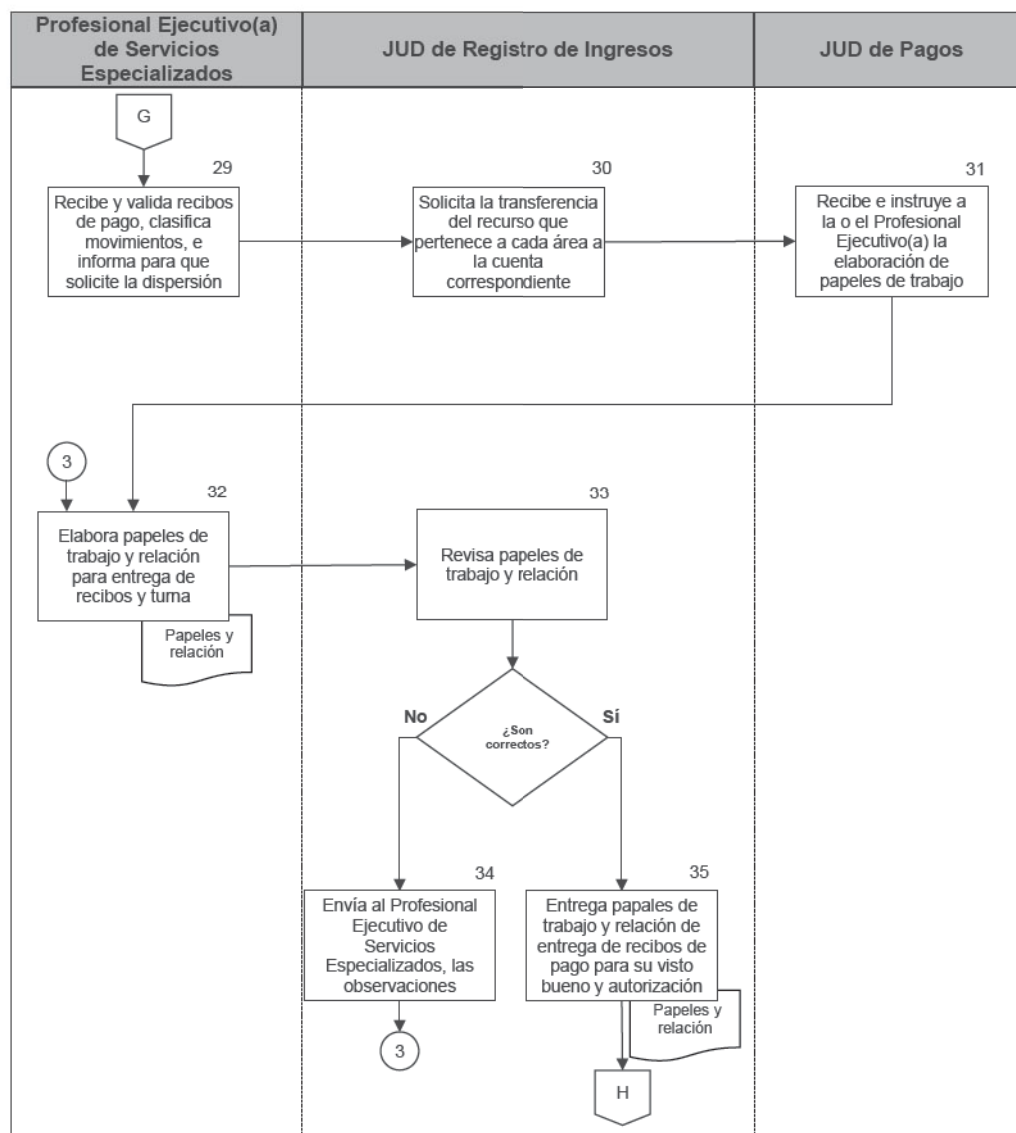 Profesional Ejecutivo(a)
de Servicios
Especializados
JUD de Registro de Ingresos
JUD de Pagos
G
29
Recibe y valida recibos
de pago, clasifica
movimientos, e
informa para que
solicite la dispersión
30
Solicita la transferencia
del recurso que
pertenece a cada área a
la cuenta
correspondiente
31
Recibe e instruye a
la o el Profesional
Ejecutivo(a) la
elaboración de
papeles de trabajo
3
32
Elabora papeles de
trabajo y relación
para entrega de
recibos y turna
Papeles y
relación
33
Revisa papeles de
trabajo y relación
No
¿Son
correctos?
Sí
34
Envía al Profesional
Ejecutivo de
Servicios
Especializados, las
observaciones
3
35
Entrega papales de
trabajo y relación de
entrega de recibos de
pago para su visto
bueno y autorización
Papeles y
relación
H